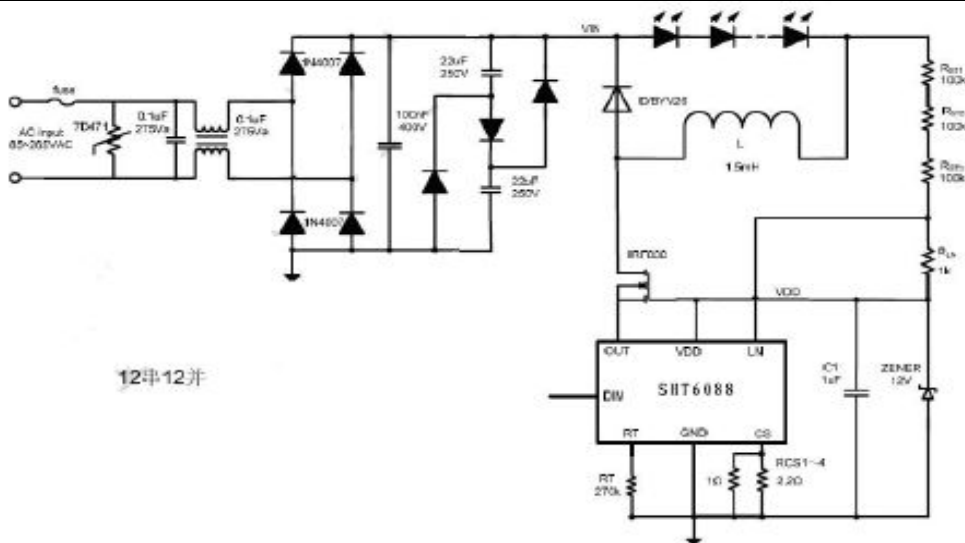 fuse
AC Input
85~265VAC
7D471
0.1uF
275Va
0.1uF
275Va
1N4007
1N4007
100nF
400V
22uF
250V
22uF
250V
VIN
D/BYV26
L
1.5mH
100k
100k
100k
1k
VDD
OUT
VDD
LN
DIM
SHT6088
RT
GND
CS
RT
270k
1Ω
RCS1~4
2.2Ω
C1
1uF
ZENER
12V
12串12并